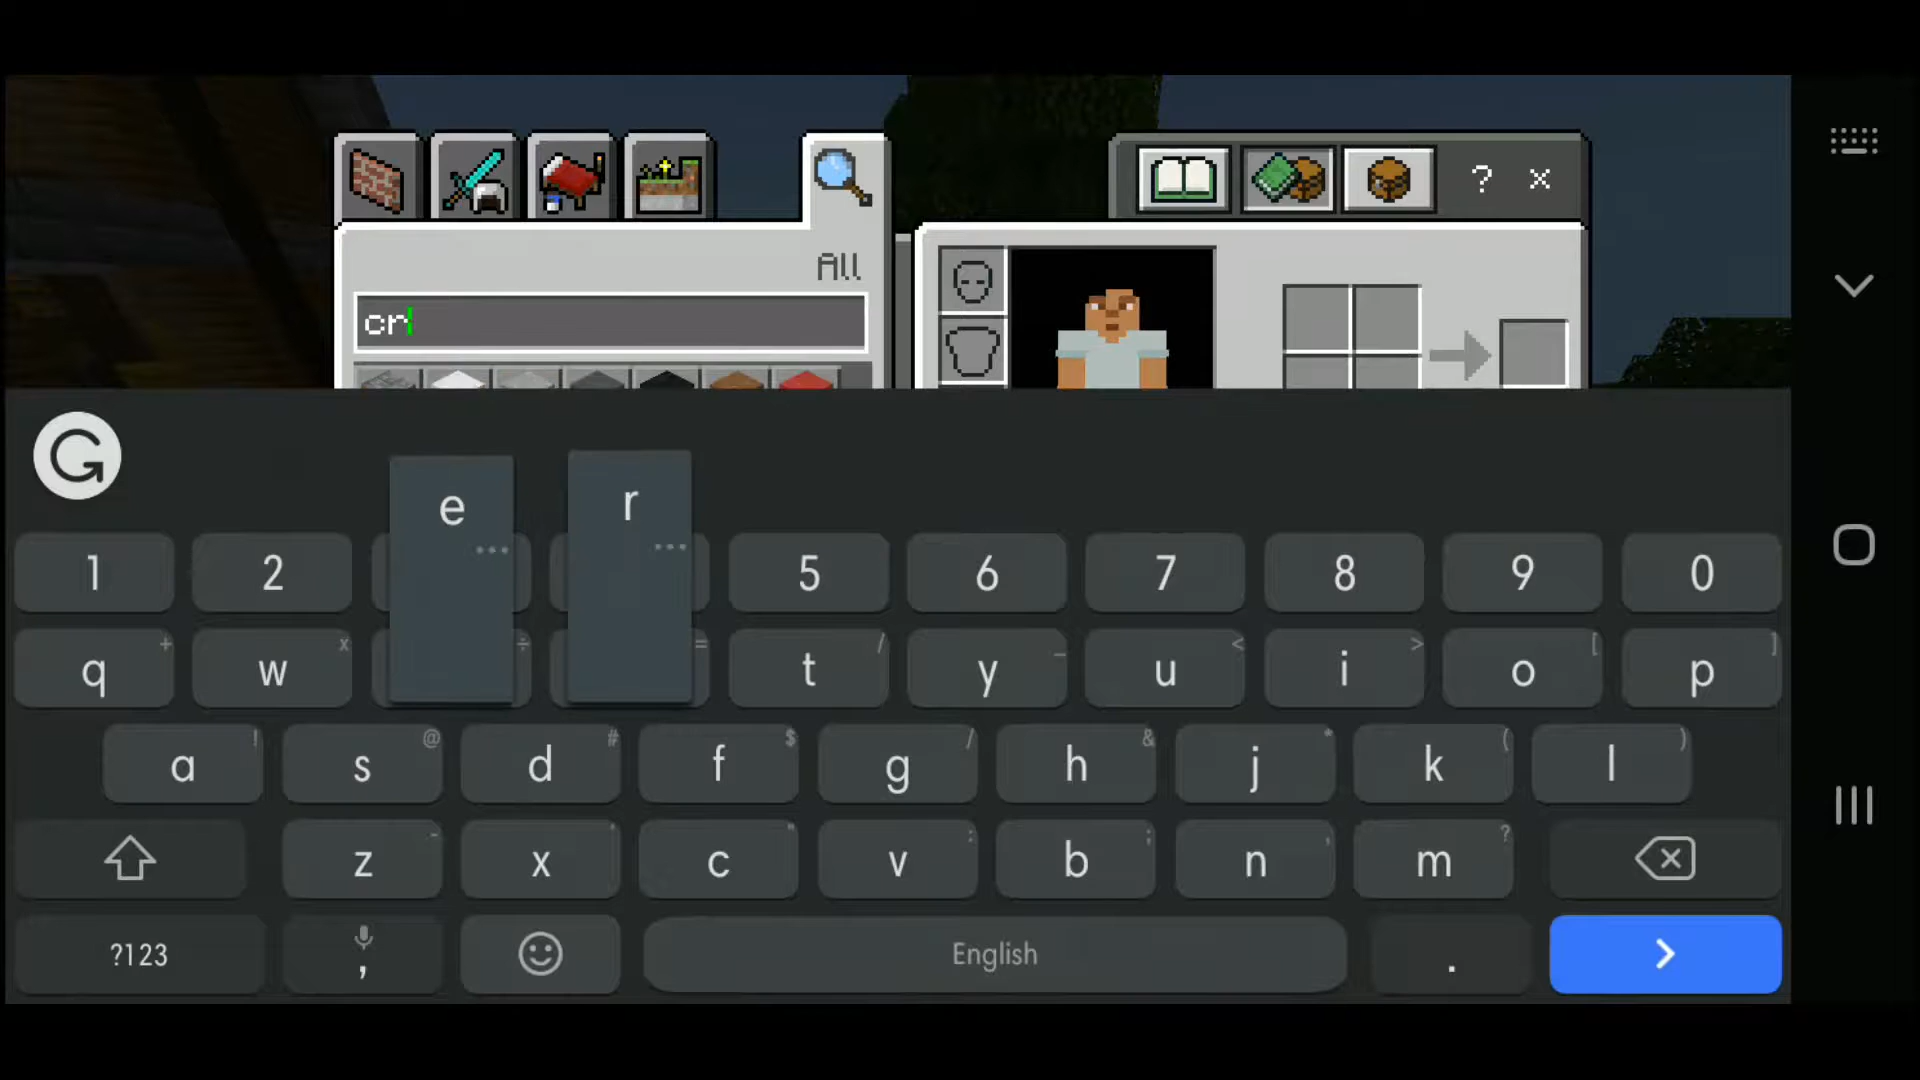 ? x
All
cr
e r
1 2 5 6 7 8 9 0
q + w x ÷ = t / y _ u < i > o [ p ]
a ! s @ d # f $ g / h & j * k ( l )
z - x ' c " v : b ; n , m ?
?123 , English .